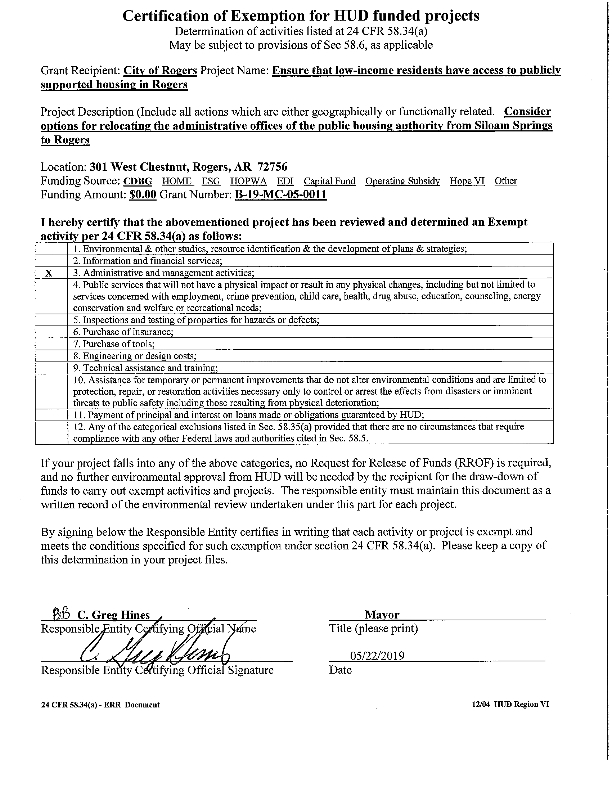 Certification of Exemption for HUD funded projects
Determination of activities listed at 24 CFR 58.34(a)
May be subject to provisions of Sec 58.6, as applicable
Grant Recipient: City of Rogers Project Name: Ensure that low-income residents have access to publicly
supported housing in Rogers
Project Description (Include all actions which are either geographically or functionally related. Consider
options for relocating the administrative offices of the public housing authority from Siloam Springs
to Rogers
Location: 301 West Chestnut, Rogers, AR 72756
Funding Source: CDBG HOME ESG HOPWA EDI Capital Fund Operating Subsidy Hope VI Other
Funding Amount: $0.00 Grant Number: B-19-MC-05-0011
I hereby certify that the abovementioned project has been reviewed and determined an Exempt
activity per 24 CFR 58.34(a) as follows:
1. Environmental & other studies, resource identification & the development of plans & strategies;
2. Information and financial services;
X 3. Administrative and management activities;
4. Public services that will not have a physical impact or result in any physical changes, including but not limited to
services concerned with employment, crime prevention, child care, health, drug abuse, education, counseling, energy
conservation and welfare or recreational needs;
5. Inspections and testing of properties for hazards or defects;
6. Purchase of insurance;
7. Purchase of tools;
8. Engineering or design costs;
9. Technical assistance and training;
10. Assistance for temporary or permanent improvements that do not alter environmental conditions and are limited to
protection, repair, or restoration activities necessary only to control or arrest the effects from disasters or imminent
threats to public safety including those resulting from physical deterioration;
11. Payment of principal and interest on loans made or obligations guaranteed by HUD;
12. Any of the categorical exclusions listed in Sec. 58.35(a) provided that there are no circumstances that require
compliance with any other Federal laws and authorities cited in Sec. 58.5.
If your project falls into any of the above categories, no Request for Release of Funds (RROF) is required,
and no further environmental approval from HUD will be needed by the recipient for the draw-down of
funds to carry out exempt activities and projects. The responsible entity must maintain this document as a
written record of the environmental review undertaken under this part for each project.
By signing below the Responsible Entity certifies in writing that each activity or project is exempt and
meets the conditions specified for such exemption under section 24 CFR 58.34(a). Please keep a copy of
this determination in your project files.
C. Greg Hines Mayor
Responsible Entity Certifying Official Name Title (please print)
C. Greg Hines 05/22/2019
Responsible Entity Certifying Official Signature Date
24 CFR 58.34(a) - ERR Document 12/04 HUD Region VI